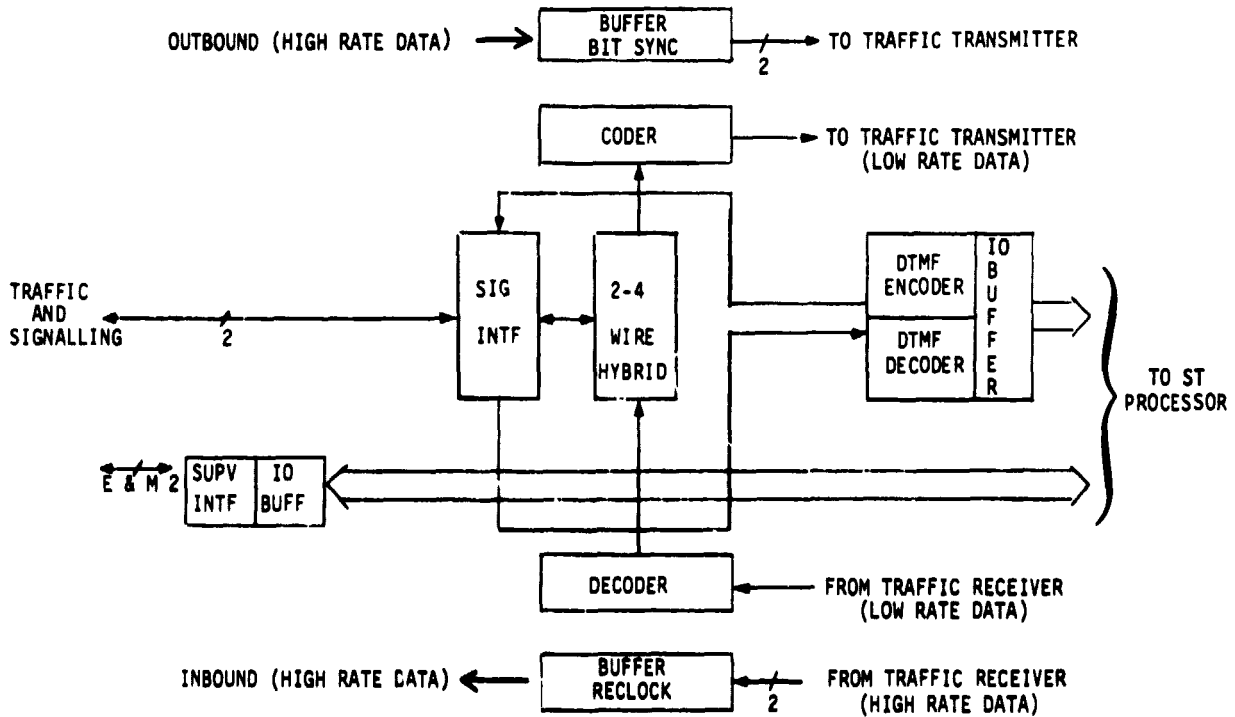 OUTBOUND (HIGH RATE DATA)
BUFFER
BIT SYNC
2
TO TRAFFIC TRANSMITTER
CODER
TO TRAFFIC TRANSMITTER
(LOW RATE DATA)
TRAFFIC
AND
SIGNALLING
2
SIG
INTF
2-4
WIRE
HYBRID
DTMF
ENCODER
DTMF
DECODER
IO
BUFFER
TO ST
PROCESSOR
E & M 2
SUPV
INTF
IO
BUFF
DECODER
FROM TRAFFIC RECEIVER
(LOW RATE DATA)
INBOUND (HIGH RATE DATA)
BUFFER
RECLOCK
2
FROM TRAFFIC RECEIVER
(HIGH RATE DATA)